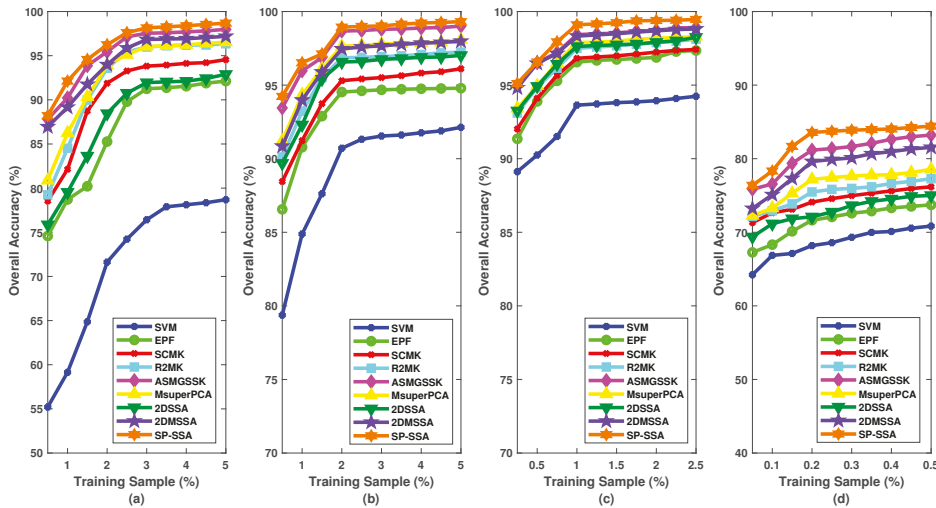 Overall Accuracy (%)
100
95
90
85
80
75
70
65
60
55
50
1
2
3
4
5
SVM
EPF
SCMK
R2MK
ASMGSSK
MsuperPCA
2DSSA
2DMSSA
SP-SSA
Training Sample (%)
(a)
Overall Accuracy (%)
100
95
90
85
80
75
70
1
2
3
4
5
SVM
EPF
SCMK
R2MK
ASMGSSK
MsuperPCA
2DSSA
2DMSSA
SP-SSA
Training Sample (%)
(b)
Overall Accuracy (%)
100
95
90
85
80
75
70
0.5
1
1.5
2
2.5
SVM
EPF
SCMK
R2MK
ASMGSSK
MsuperPCA
2DSSA
2DMSSA
SP-SSA
Training Sample (%)
(c)
Overall Accuracy (%)
100
90
80
70
60
50
40
0.1
0.2
0.3
0.4
0.5
SVM
EPF
SCMK
R2MK
ASMGSSK
MsuperPCA
2DSSA
2DMSSA
SP-SSA
Training Sample (%)
(d)